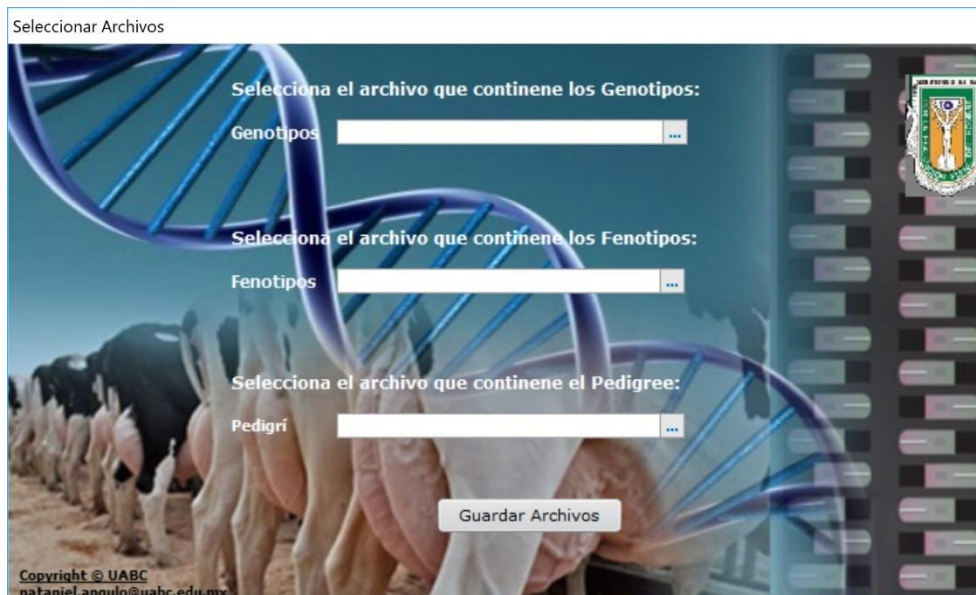 Seleccionar Archivos
Selecciona el archivo que continene los Genotipos:
Genotipos
...
Selecciona el archivo que continene los Fenotipos:
Fenotipos
...
Selecciona el archivo que continene el Pedigree:
Pedigrí
...
Guardar Archivos
Copyright © UABC
nataniel.angulo@uabc.edu.mx